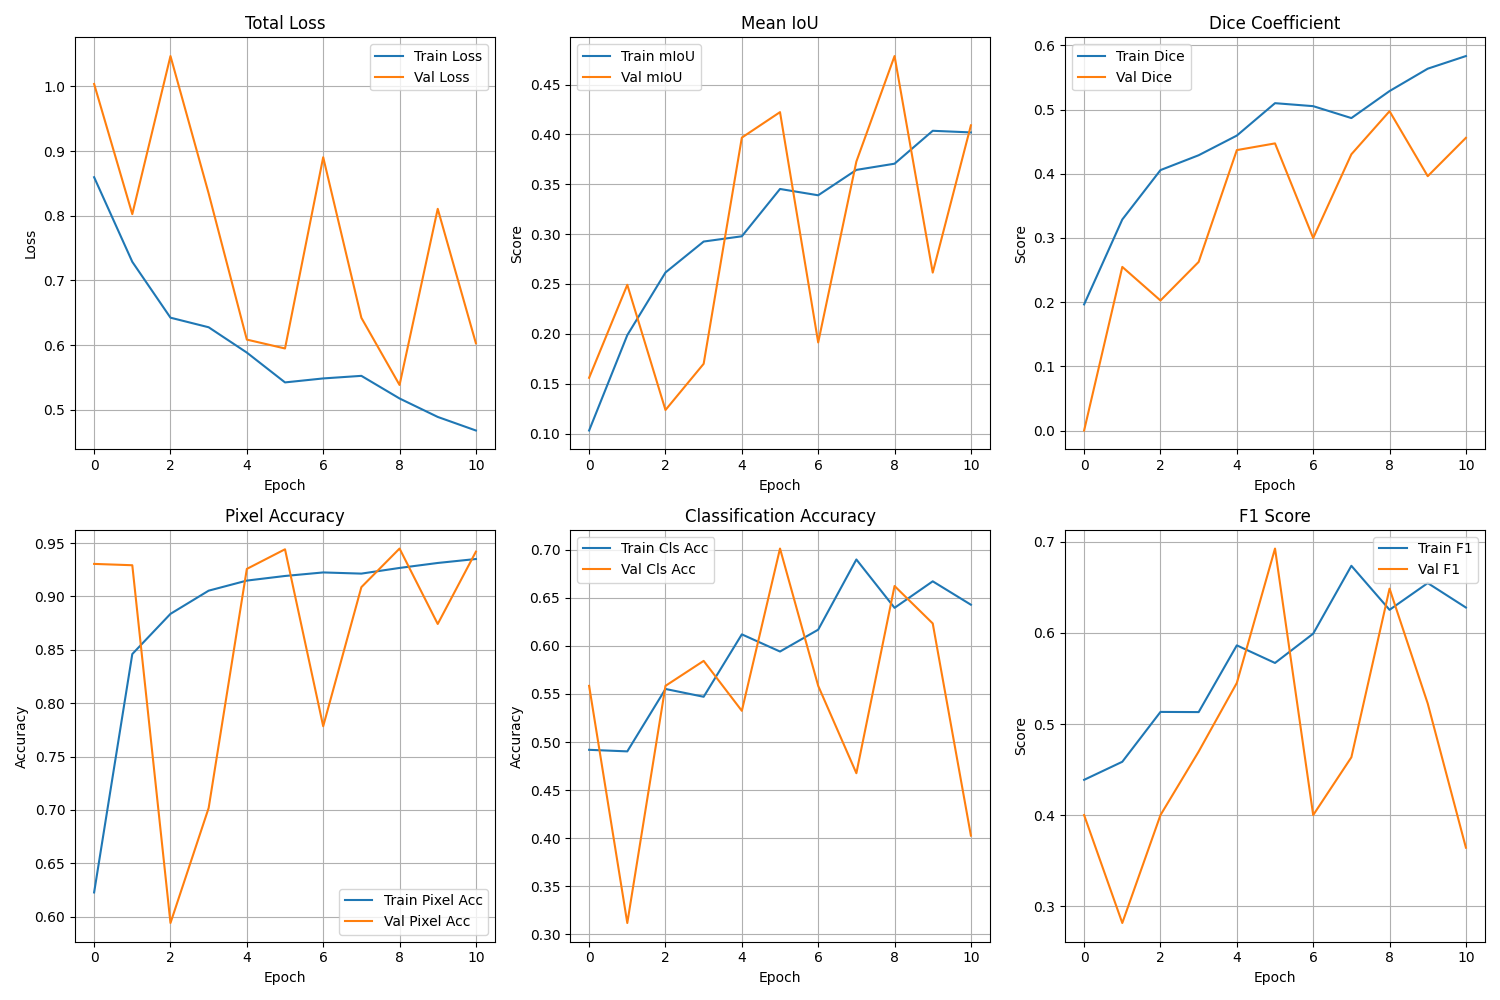 Total Loss
Train Loss
Val Loss
1.0
0.9
0.8
0.7
0.6
0.5
Loss
0 2 4 6 8 10
Epoch
Mean IoU
Train mIoU
Val mIoU
0.45
0.40
0.35
0.30
0.25
0.20
0.15
0.10
Score
0 2 4 6 8 10
Epoch
Dice Coefficient
Train Dice
Val Dice
0.6
0.5
0.4
0.3
0.2
0.1
0.0
Score
0 2 4 6 8 10
Epoch
Pixel Accuracy
0.95
0.90
0.85
0.80
0.75
0.70
0.65
0.60
Accuracy
Train Pixel Acc
Val Pixel Acc
0 2 4 6 8 10
Epoch
Classification Accuracy
Train Cls Acc
Val Cls Acc
0.70
0.65
0.60
0.55
0.50
0.45
0.40
0.35
0.30
Accuracy
0 2 4 6 8 10
Epoch
F1 Score
Train F1
Val F1
0.7
0.6
0.5
0.4
0.3
Score
0 2 4 6 8 10
Epoch